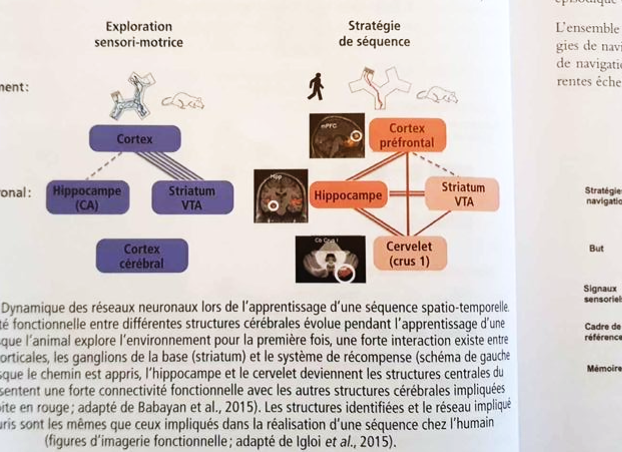 Exploration
sensori-motrice
Stratégie
de séquence
ment:
Cortex
mPFC
Cortex
préfrontal
onal:
Hippocampe
(CA)
Striatum
VTA
Hippocampe
Striatum
VTA
Cortex
cérébral
Cb Crus I
Cervelet
(crus 1)
Dynamique des réseaux neuronaux lors de l'apprentissage d'une séquence spatio-temporelle.
té fonctionnelle entre différentes structures cérébrales évolue pendant l'apprentissage d'une
que l'animal explore l'environnement pour la première fois, une forte interaction existe entre
orticales, les ganglions de la base (striatum) et le système de récompense (schéma de gauche
sque le chemin est appris, l'hippocampe et le cervelet deviennent les structures centrales du
sentent une forte connectivité fonctionnelle avec les autres structures cérébrales impliquées
ite en rouge; adapté de Babayan et al., 2015). Les structures identifiées et le réseau impliqué
uris sont les mêmes que ceux impliqués dans la réalisation d'une séquence chez l'humain
(figures d'imagerie fonctionnelle; adapté de Igloi et al., 2015).
L'ensemble
gies de navi
de navigatio
rentes éche
Stratégie
navigatio
But
Signaux
sensoriel
Cadre de
référence
Mémoire